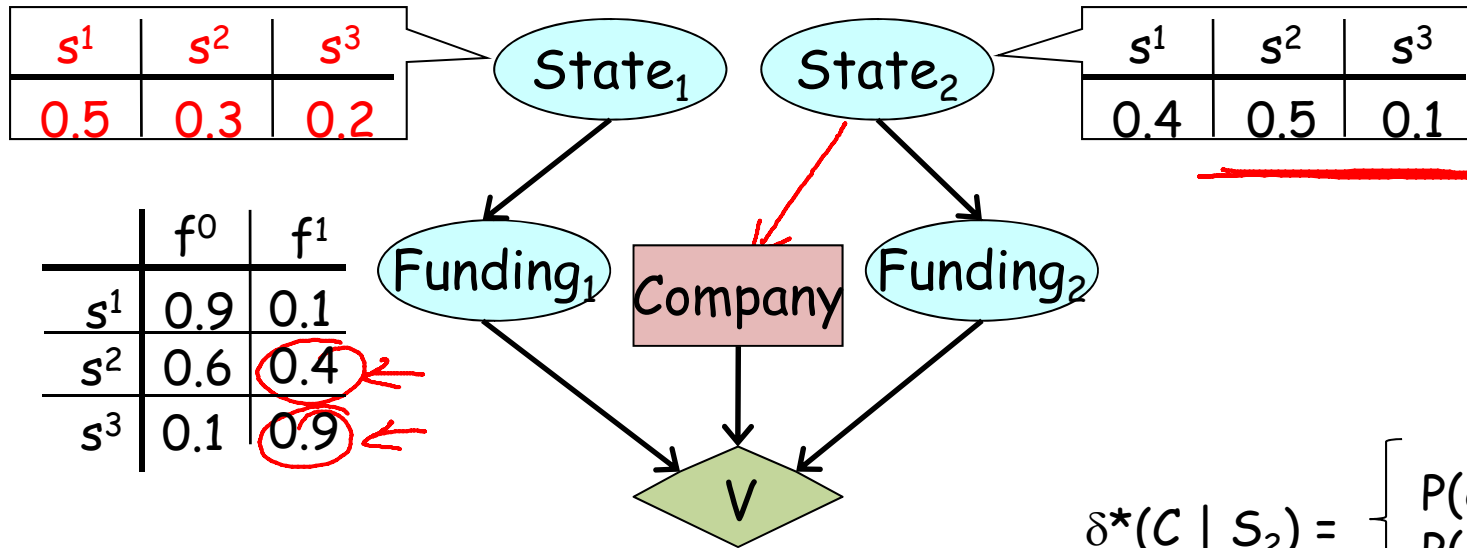 s¹ s² s³
0.5 0.3 0.2
State₁
State₂
s¹ s² s³
0.4 0.5 0.1
f⁰ f¹
s¹ 0.9 0.1
s² 0.6 0.4
s³ 0.1 0.9
Funding₁
Company
Funding₂
V
δ*(C | S₂) =
P(